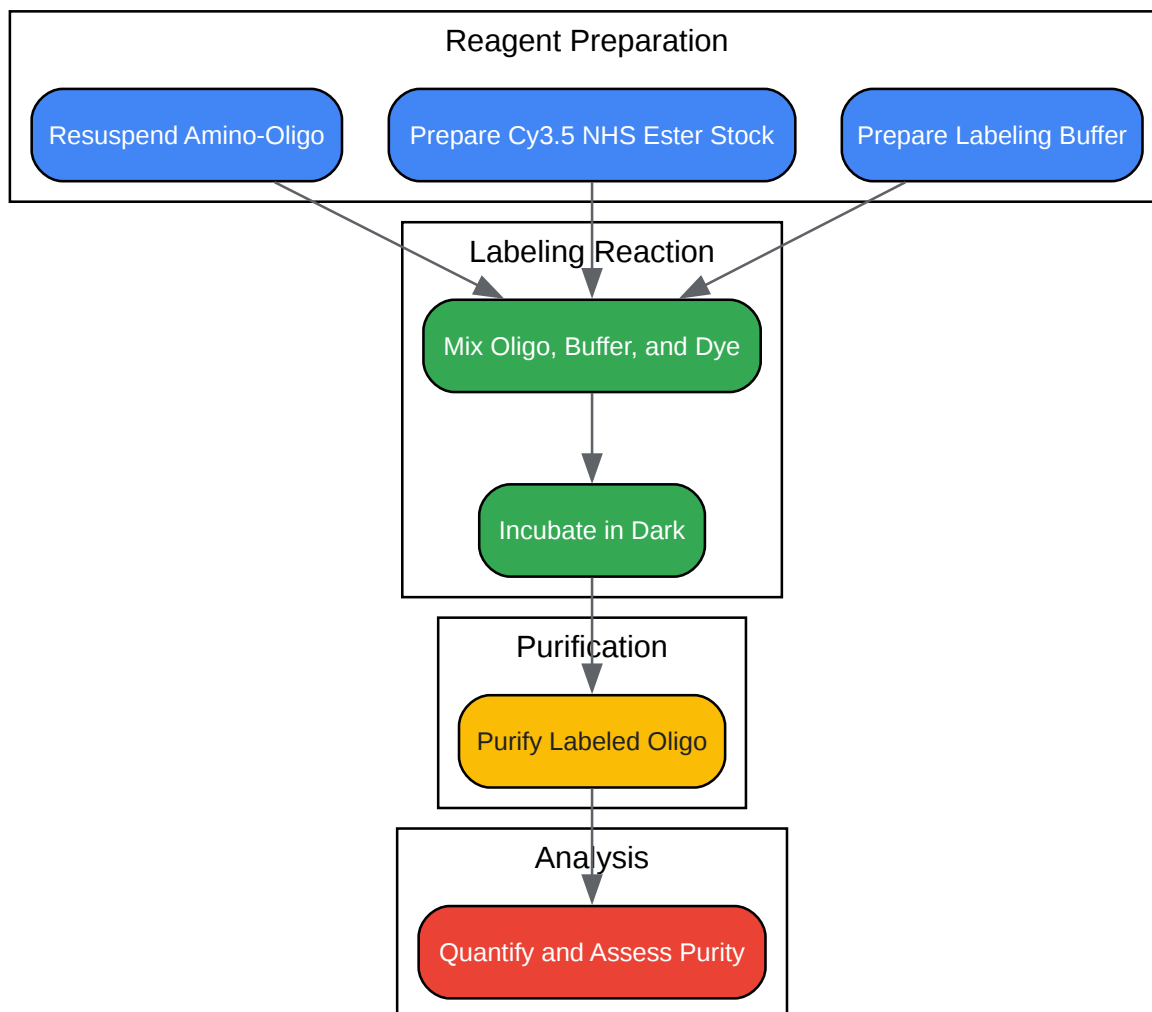 Reagent Preparation
Resuspend Amino-Oligo
Prepare Cy3.5 NHS Ester Stock
Prepare Labeling Buffer
Labeling Reaction
Mix Oligo, Buffer, and Dye
Incubate in Dark
Purification
Purify Labeled Oligo
Analysis
Quantify and Assess Purity